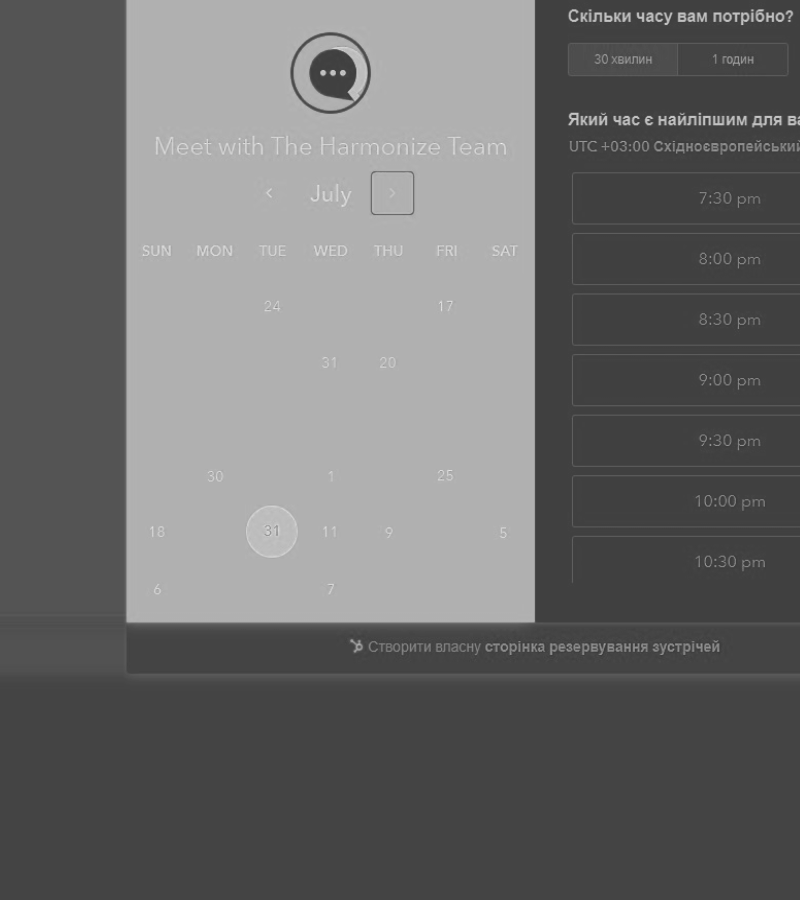 Meet with The Harmonize Team
July
SUN MON TUE WED THU FRI SAT
24 17
31 20
30 1 25
18 31 11 9 5
6 7
Скільки часу вам потрібно?
30 хвилин 1 годин
Який час є найліпшим для
UTC +03:00 Східноєвропейський
7:30 pm
8:00 pm
8:30 pm
9:00 pm
9:30 pm
10:00 pm
10:30 pm
Створити власну сторінка резервування зустрічей